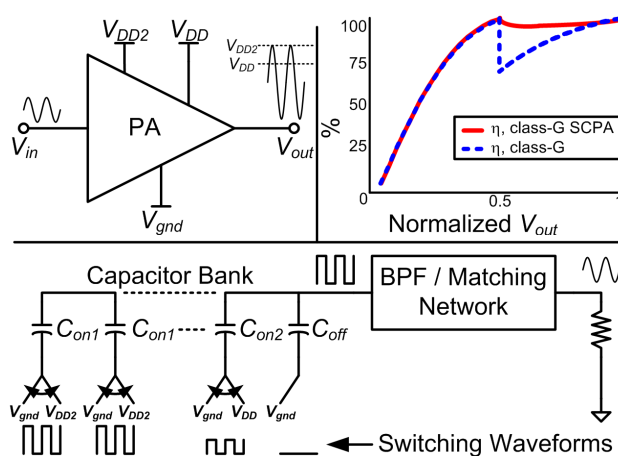 V_DD2 V_DD
V_DD2
V_DD
PA
V_in
V_out
V_gnd
100
75
50
25
0
%
η, class-G SCPA
η, class-G
0.5
1
Normalized V_out
Capacitor Bank
BPF / Matching
Network
C_on1 C_on1 C_on2 C_off
V_gnd V_DD2 V_gnd V_DD2 V_gnd V_DD V_gnd
Switching Waveforms